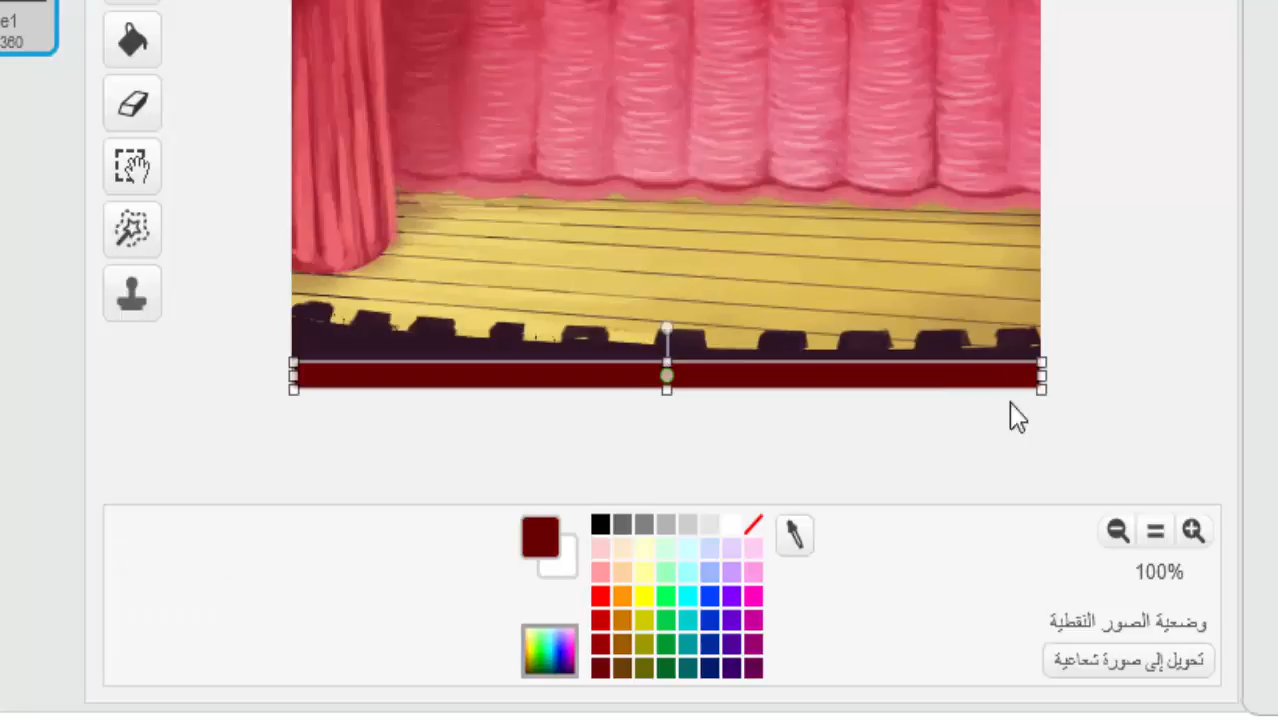 e1
360
100%
وضعية الصور النقطية
تحويل إلى صورة شعاعية